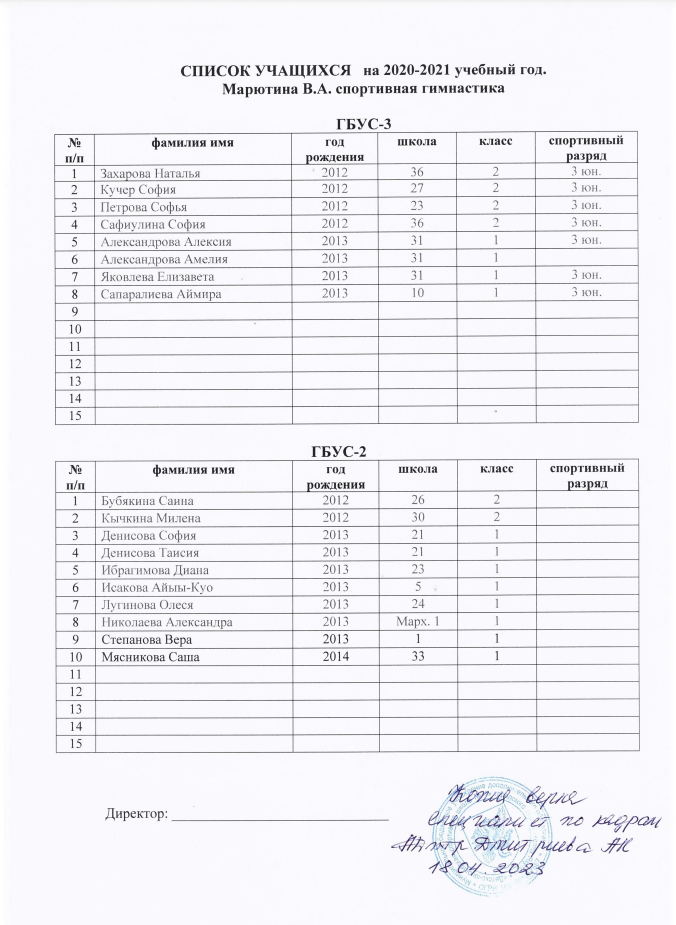 СПИСОК УЧАЩИХСЯ на 2020-2021 учебный год.
Марютина В.А. спортивная гимнастика
ГБУС-3
№ п/п фамилия имя год рождения школа класс спортивный разряд
1 Захарова Наталья 2012 36 2 3 юн.
2 Кучер София 2012 27 2 3 юн.
3 Петрова Софья 2012 23 2 3 юн.
4 Сафиулина София 2012 36 2 3 юн.
5 Александрова Алексия 2013 31 1 3 юн.
6 Александрова Амелия 2013 31 1
7 Яковлева Елизавета 2013 31 1 3 юн.
8 Сапаралиева Аймира 2013 10 1 3 юн.
9
10
11
12
13
14
15
ГБУС-2
№ п/п фамилия имя год рождения школа класс спортивный разряд
1 Бубякина Саина 2012 26 2
2 Кычкина Милена 2012 30 2
3 Денисова София 2013 21 1
4 Денисова Таисия 2013 21 1
5 Ибрагимова Диана 2013 23 1
6 Исакова Айыы-Куо 2013 5 1
7 Лугинова Олеся 2013 24 1
8 Николаева Александра 2013 Марх. 1 1
9 Степанова Вера 2013 1 1
10 Мясникова Саша 2014 33 1
11
12
13
14
15
Директор:
Копия верна
специалист по кадрам
Дмитриева АК
18.04.2023